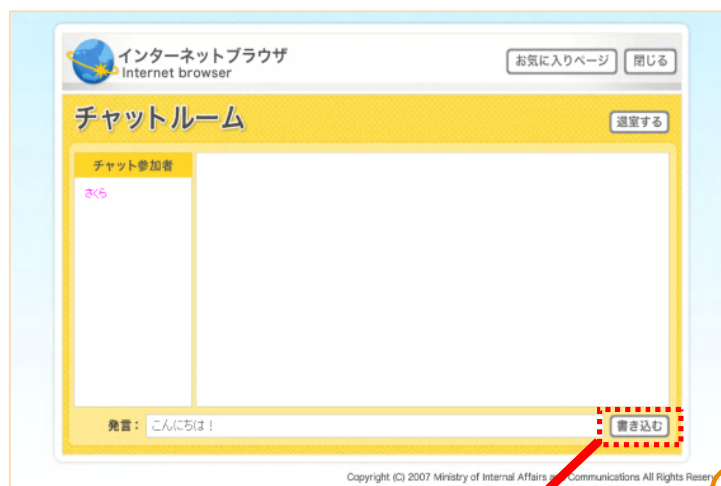 インターネットブラウザ
Internet browser
お気に入りページ
閉じる
チャットルーム
退室する
チャット参加者
さくら
発言：
こんにちは！
書き込む
Copyright (C) 2007 Ministry of Internal Affairs and Communications All Rights Reserv